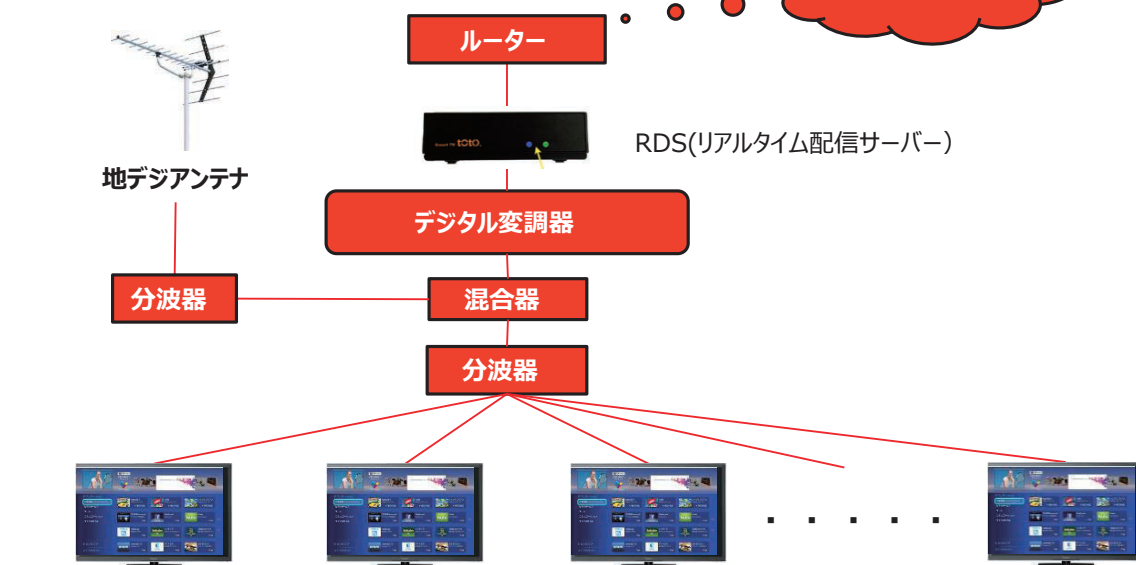 ルーター
toto.
RDS(リアルタイム配信サーバー）
地デジアンテナ
デジタル変調器
分波器
混合器
分波器